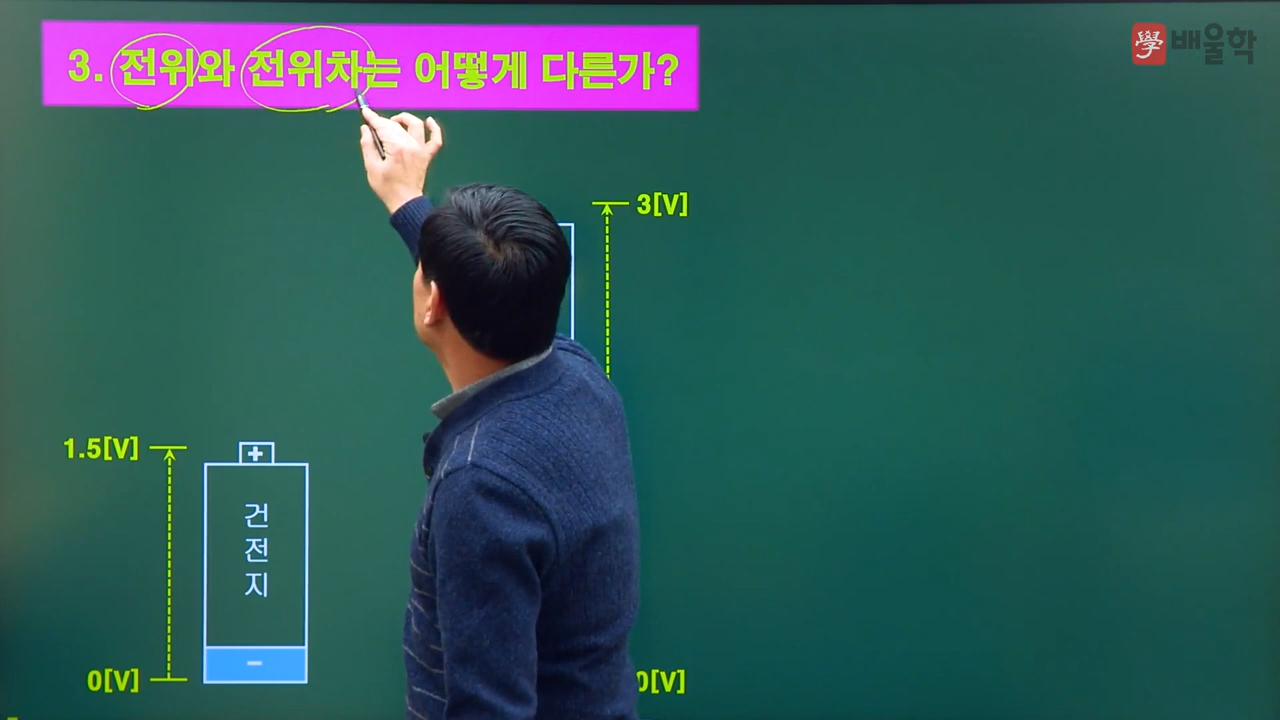 3. 전위와 전위차는 어떻게 다른가?
學 배울학
3[V]
1.5[V]
+
건
전
지
-
0[V]
0[V]